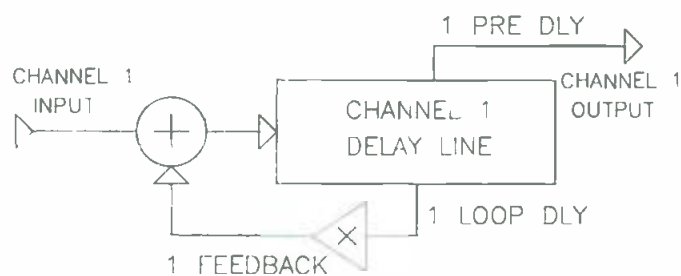 1 PRE DLY
CHANNEL 1
INPUT
CHANNEL 1
OUTPUT
+
CHANNEL 1
DELAY LINE
1 LOOP DLY
×
1 FEEDBACK